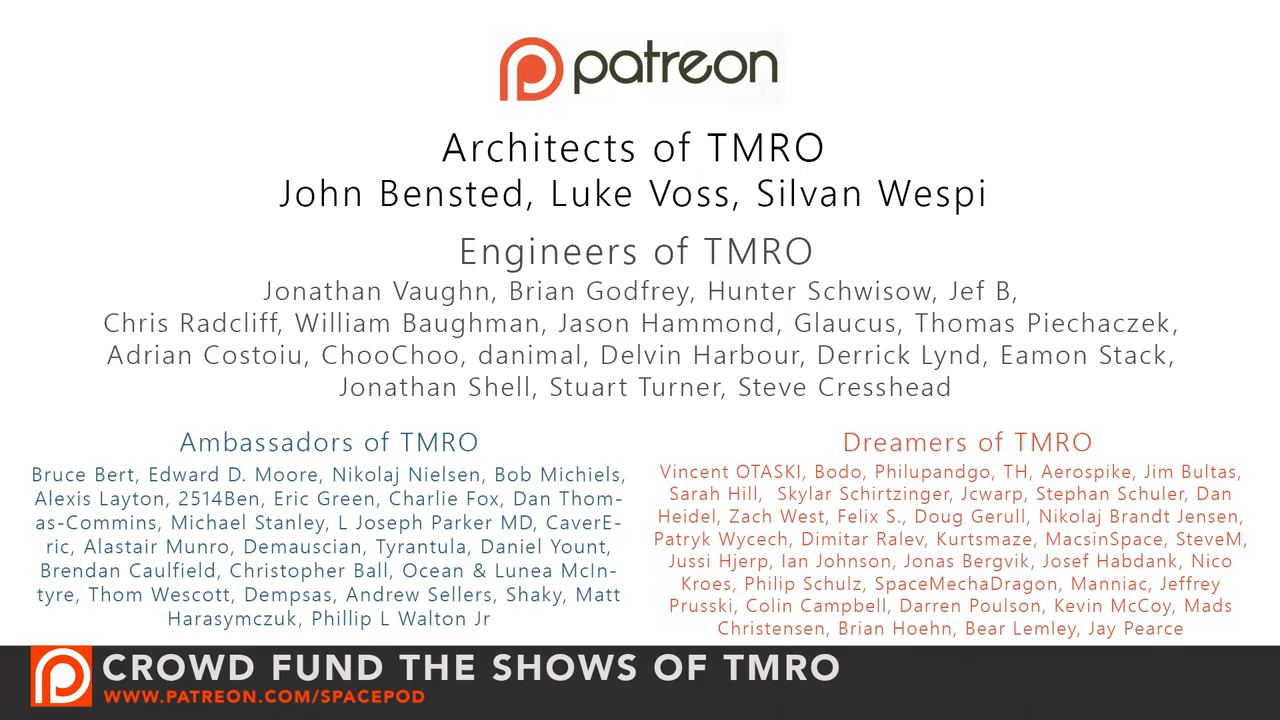 patreon
Architects of TMRO
John Bensted, Luke Voss, Silvan Wespi
Engineers of TMRO
Jonathan Vaughn, Brian Godfrey, Hunter Schwisow, Jef B,
Chris Radcliff, William Baughman, Jason Hammond, Glaucus, Thomas Piechaczek,
Adrian Costoiu, ChooChoo, danimal, Delvin Harbour, Derrick Lynd, Eamon Stack,
Jonathan Shell, Stuart Turner, Steve Cresshead
Ambassadors of TMRO
Bruce Bert, Edward D. Moore, Nikolaj Nielsen, Bob Michiels,
Alexis Layton, 2514Ben, Eric Green, Charlie Fox, Dan Thom-
as-Commins, Michael Stanley, L Joseph Parker MD, CaverE-
ric, Alastair Munro, Demauscian, Tyrantula, Daniel Yount,
Brendan Caulfield, Christopher Ball, Ocean & Lunea McIn-
tyre, Thom Wescott, Dempsas, Andrew Sellers, Shaky, Matt
Harasymczuk, Phillip L Walton Jr
Dreamers of TMRO
Vincent OTASKI, Bodo, Philupandgo, TH, Aerospike, Jim Bultas,
Sarah Hill, Skylar Schirtzinger, Jcwarp, Stephan Schuler, Dan
Heidel, Zach West, Felix S., Doug Gerull, Nikolaj Brandt Jensen,
Patryk Wycech, Dimitar Ralev, Kurtsmaze, MacsinSpace, SteveM,
Jussi Hjerp, Ian Johnson, Jonas Bergvik, Josef Habdank, Nico
Kroes, Philip Schulz, SpaceMechaDragon, Manniac, Jeffrey
Prusski, Colin Campbell, Darren Poulson, Kevin McCoy, Mads
Christensen, Brian Hoehn, Bear Lemley, Jay Pearce
CROWD FUND THE SHOWS OF TMRO
WWW.PATREON.COM/SPACEPOD